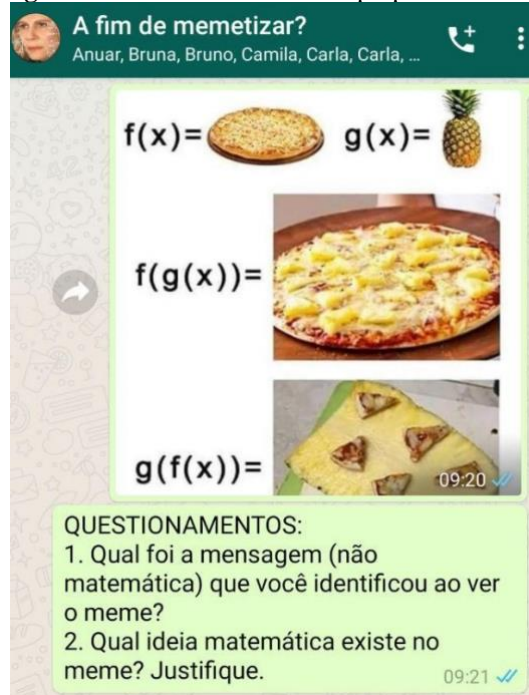 A fim de memetizar?
Anuar, Bruna, Bruno, Camila, Carla, Carla, ...
f(x)= g(x)=
f(g(x))=
g(f(x))=
09:20
QUESTIONAMENTOS:
1. Qual foi a mensagem (não
matemática) que você identificou ao ver
o meme?
2. Qual ideia matemática existe no
meme? Justifique.
09:21